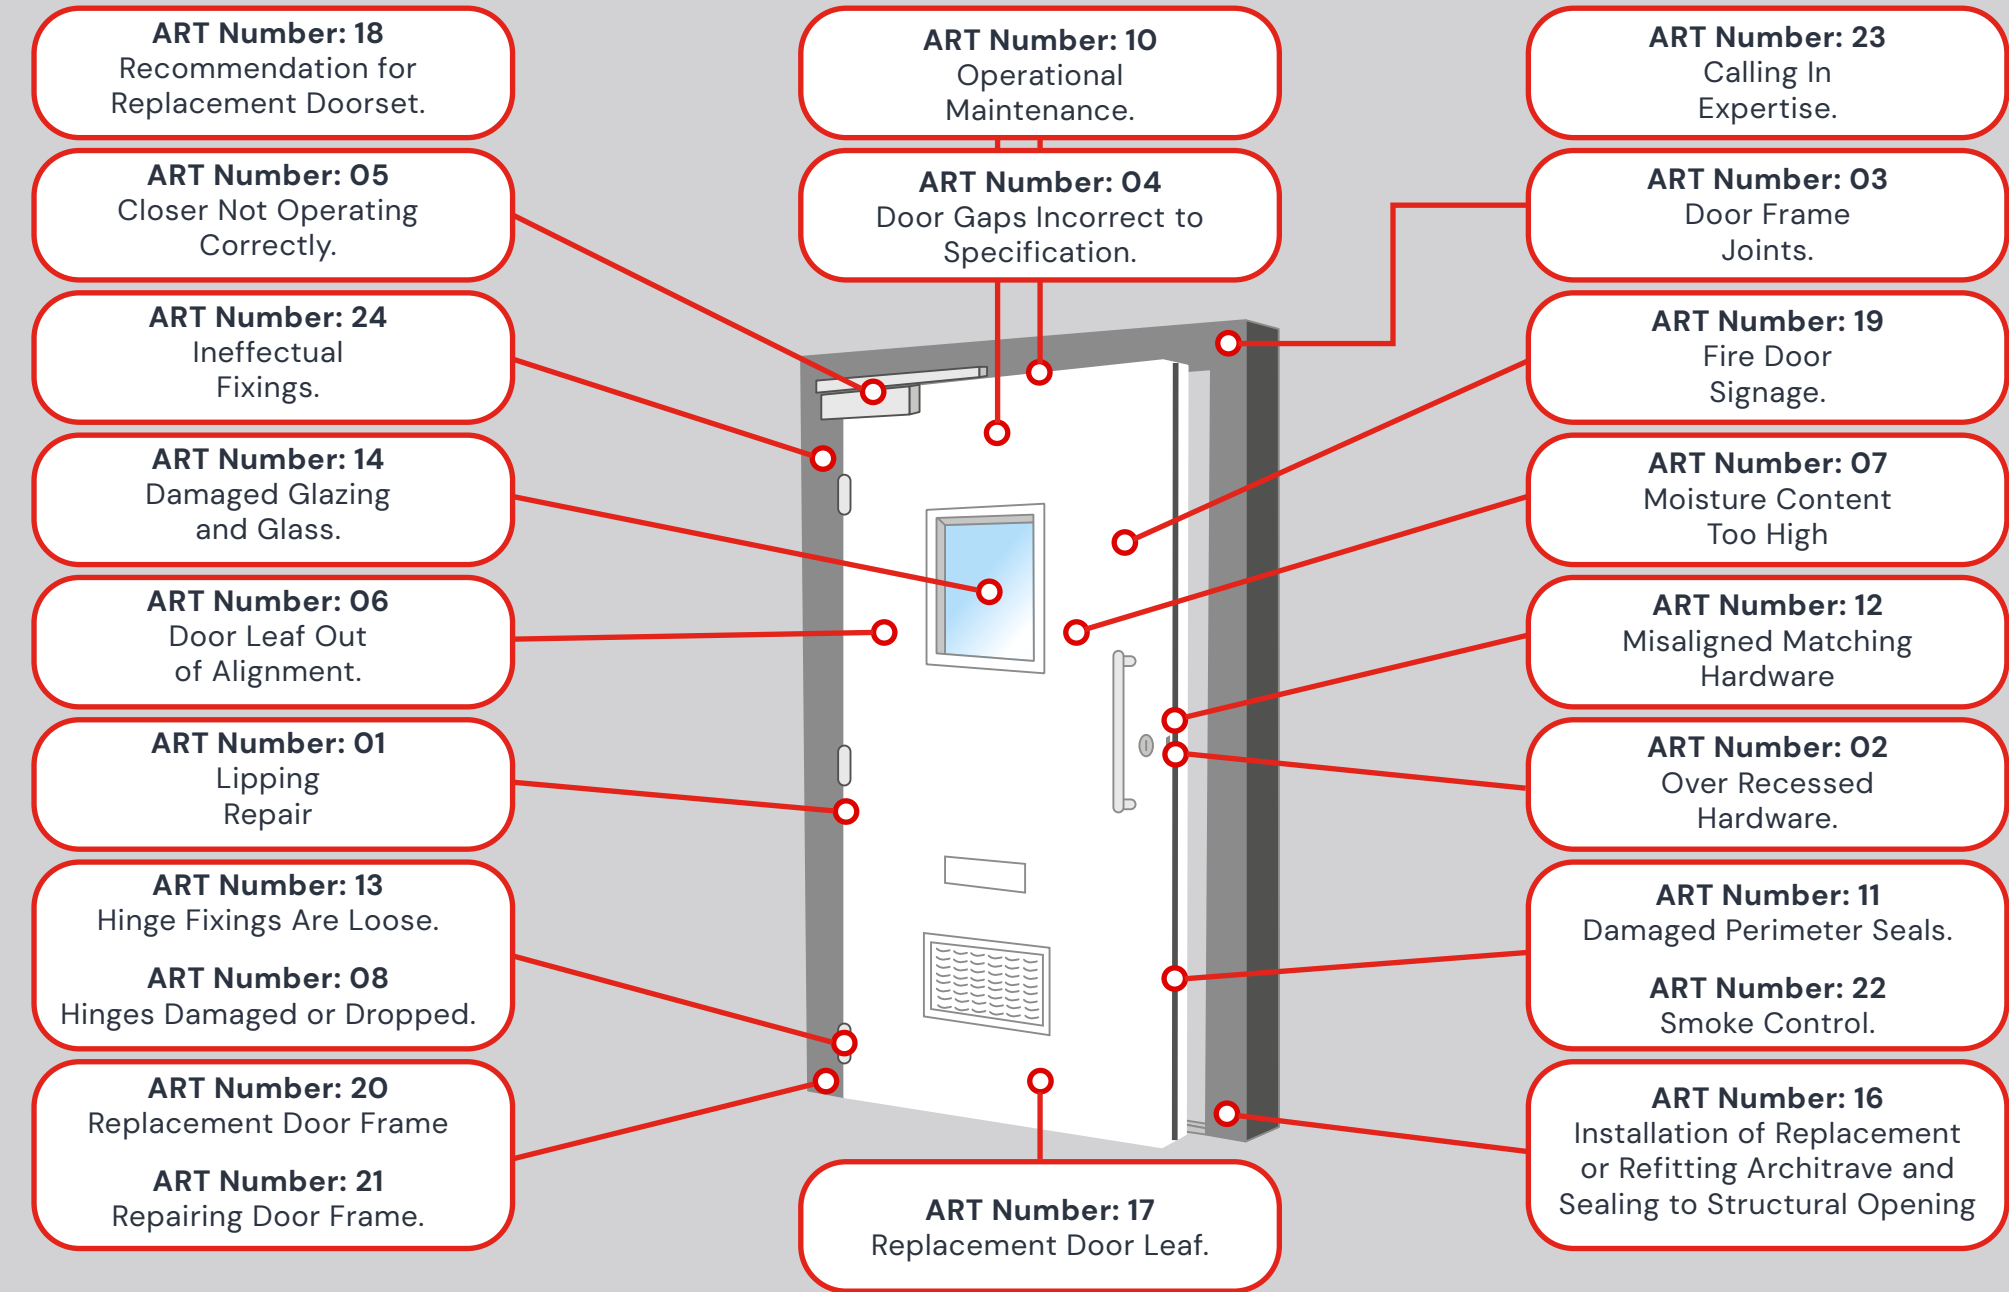 ART Number: 18
Recommendation for
Replacement Doorset.
ART Number: 05
Closer Not Operating
Correctly.
ART Number: 24
Ineffectual
Fixings.
ART Number: 14
Damaged Glazing
and Glass.
ART Number: 06
Door Leaf Out
of Alignment.
ART Number: 01
Lipping
Repair
ART Number: 13
Hinge Fixings Are Loose.
ART Number: 08
Hinges Damaged or Dropped.
ART Number: 20
Replacement Door Frame
ART Number: 21
Repairing Door Frame.
ART Number: 10
Operational
Maintenance.
ART Number: 04
Door Gaps Incorrect to
Specification.
ART Number: 17
Replacement Door Leaf.
ART Number: 23
Calling In
Expertise.
ART Number: 03
Door Frame
Joints.
ART Number: 19
Fire Door
Signage.
ART Number: 07
Moisture Content
Too High
ART Number: 12
Misaligned Matching
Hardware
ART Number: 02
Over Recessed
Hardware.
ART Number: 11
Damaged Perimeter Seals.
ART Number: 22
Smoke Control.
ART Number: 16
Installation of Replacement
or Refitting Architrave and
Sealing to Structural Opening